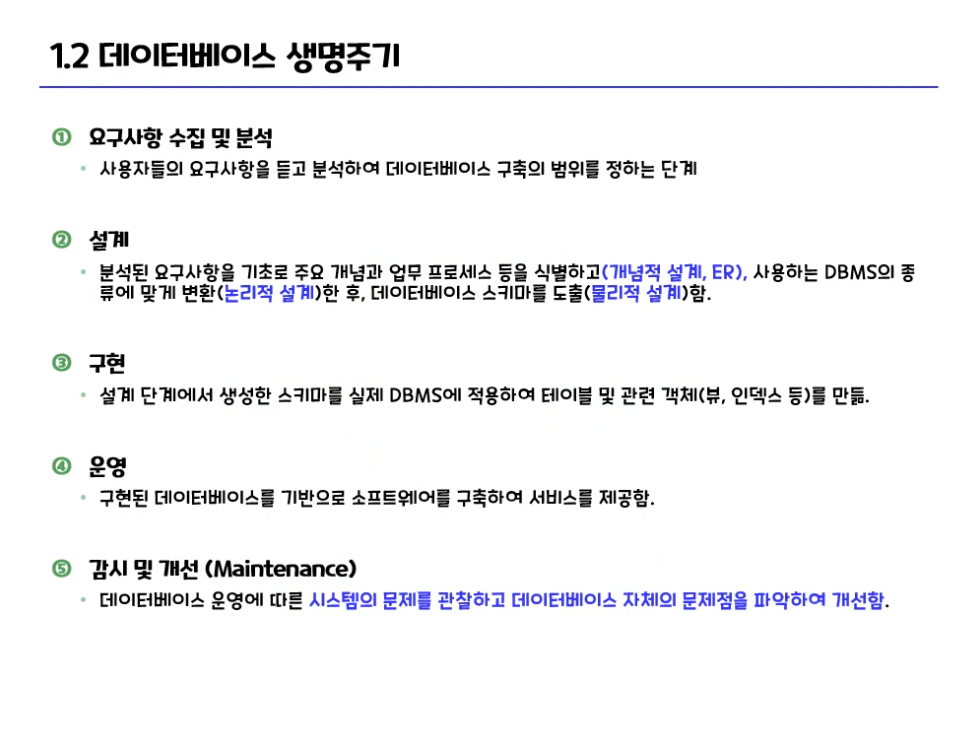 1.2 데이터베이스 생명주기
① 요구사항 수집 및 분석
• 사용자들의 요구사항을 듣고 분석하여 데이터베이스 구축의 범위를 정하는 단계
② 설계
• 분석된 요구사항을 기초로 주요 개념과 업무 프로세스 등을 식별하고(개념적 설계, ER), 사용하는 DBMS의 종
류에 맞게 변환(논리적 설계)한 후, 데이터베이스 스키마를 도출(물리적 설계)함.
③ 구현
• 설계 단계에서 생성한 스키마를 실제 DBMS에 적용하여 테이블 및 관련 객체(뷰, 인덱스 등)를 만듦.
④ 운영
• 구현된 데이터베이스를 기반으로 소프트웨어를 구축하여 서비스를 제공함.
⑤ 감시 및 개선 (Maintenance)
• 데이터베이스 운영에 따른 시스템의 문제를 관찰하고 데이터베이스 자체의 문제점을 파악하여 개선함.